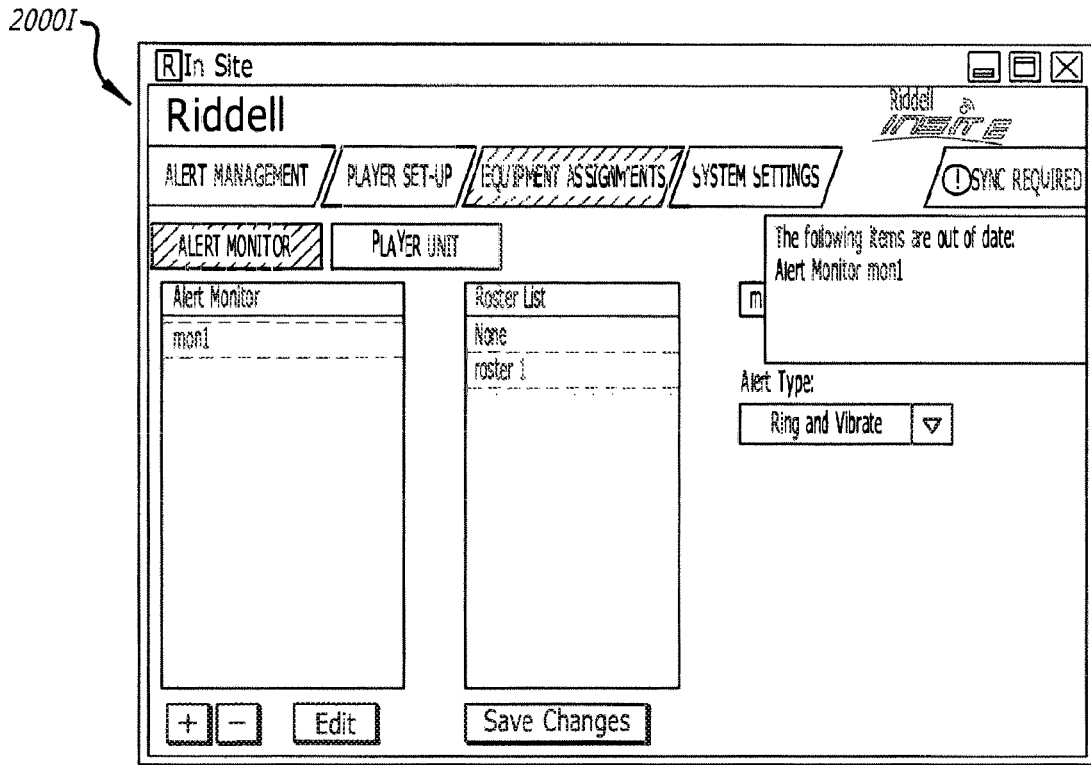 2000I
R In Site
Riddell
Riddell
InSiTE
ALERT MANAGEMENT
PLAYER SET-UP
EQUIPMENT ASSIGNMENTS
SYSTEM SETTINGS
! SYNC REQUIRED
ALERT MONITOR
PLAYER UNIT
The following items are out of date:
Alert Monitor mon1
Alert Monitor
mon1
Roster List
None
roster 1
m
Alert Type:
Ring and Vibrate
+
−
Edit
Save Changes